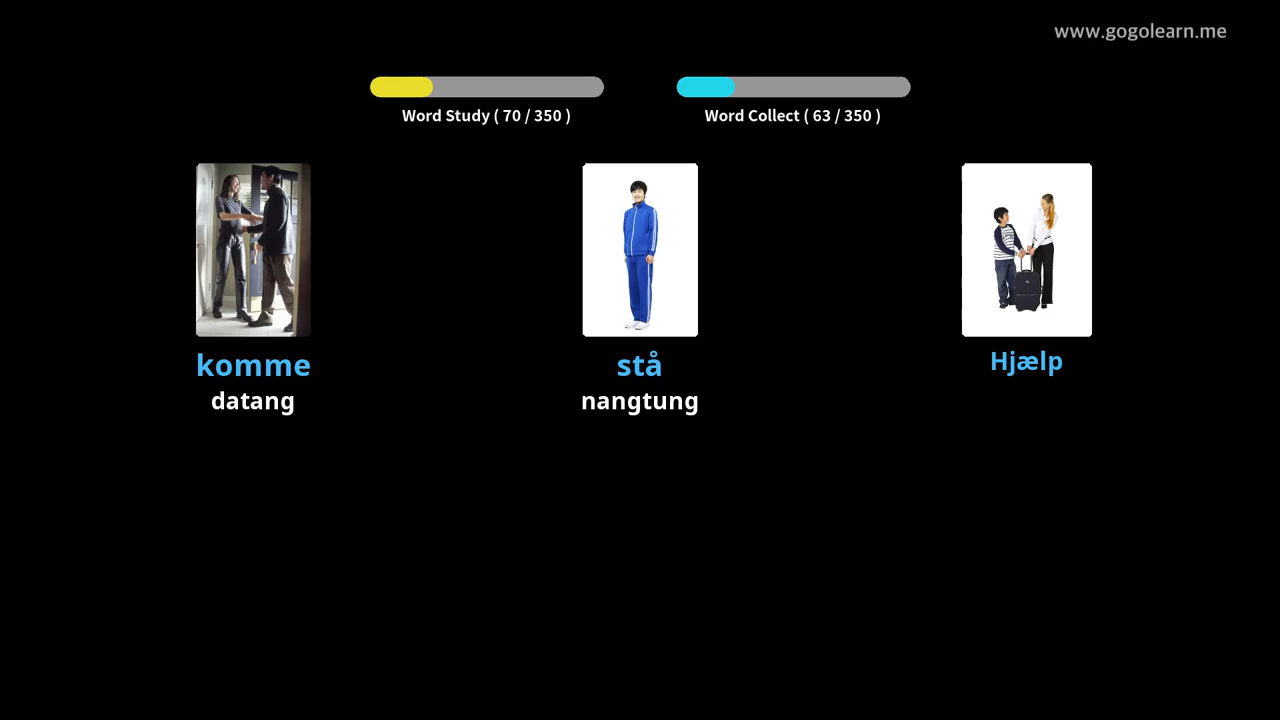 www.gogolearn.me
Word Study ( 70 / 350 )
Word Collect ( 63 / 350 )
komme
datang
stå
nangtung
Hjælp